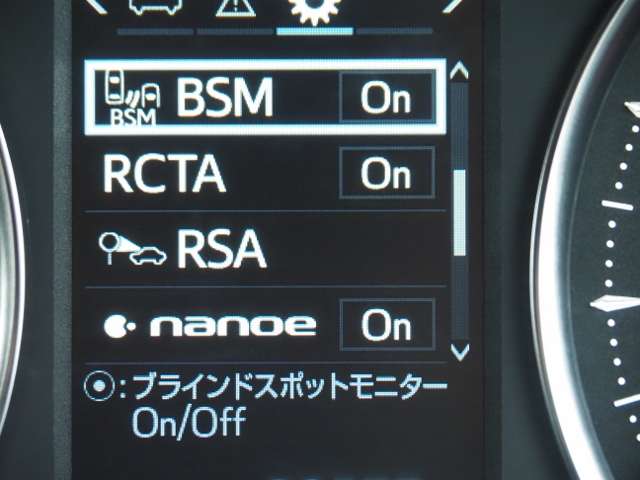 BSM BSM On
RCTA On
RSA
nanoe On
:ブラインドスポットモニター
On/Off